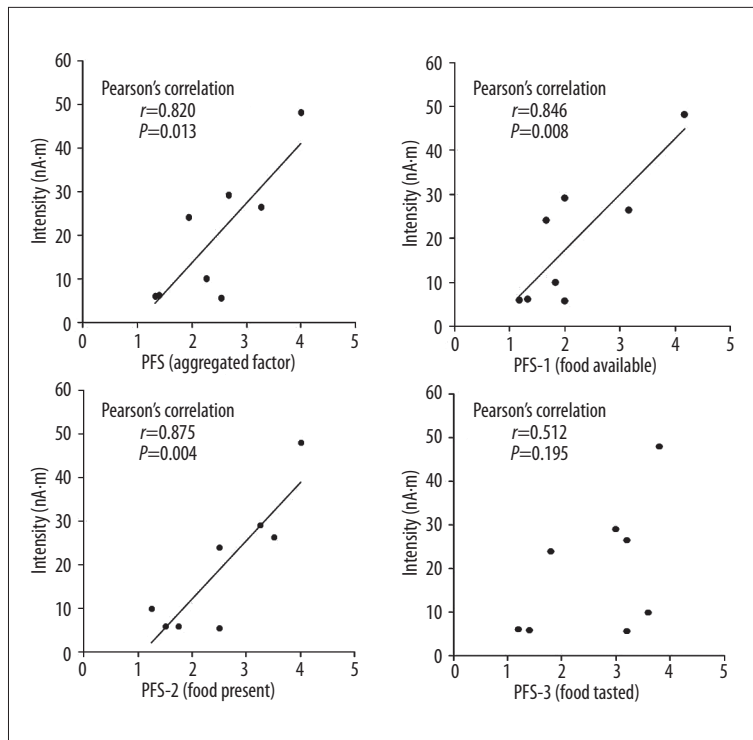 60
50
40
30
20
10
0
Intensity (nA·m)
Pearson's correlation
r=0.820
P=0.013
0 1 2 3 4 5
PFS (aggregated factor)
60
50
40
30
20
10
0
Intensity (nA·m)
Pearson's correlation
r=0.846
P=0.008
0 1 2 3 4 5
PFS-1 (food available)
60
50
40
30
20
10
0
Intensity (nA·m)
Pearson's correlation
r=0.875
P=0.004
0 1 2 3 4 5
PFS-2 (food present)
60
50
40
30
20
10
0
Intensity (nA·m)
Pearson's correlation
r=0.512
P=0.195
0 1 2 3 4 5
PFS-3 (food tasted)